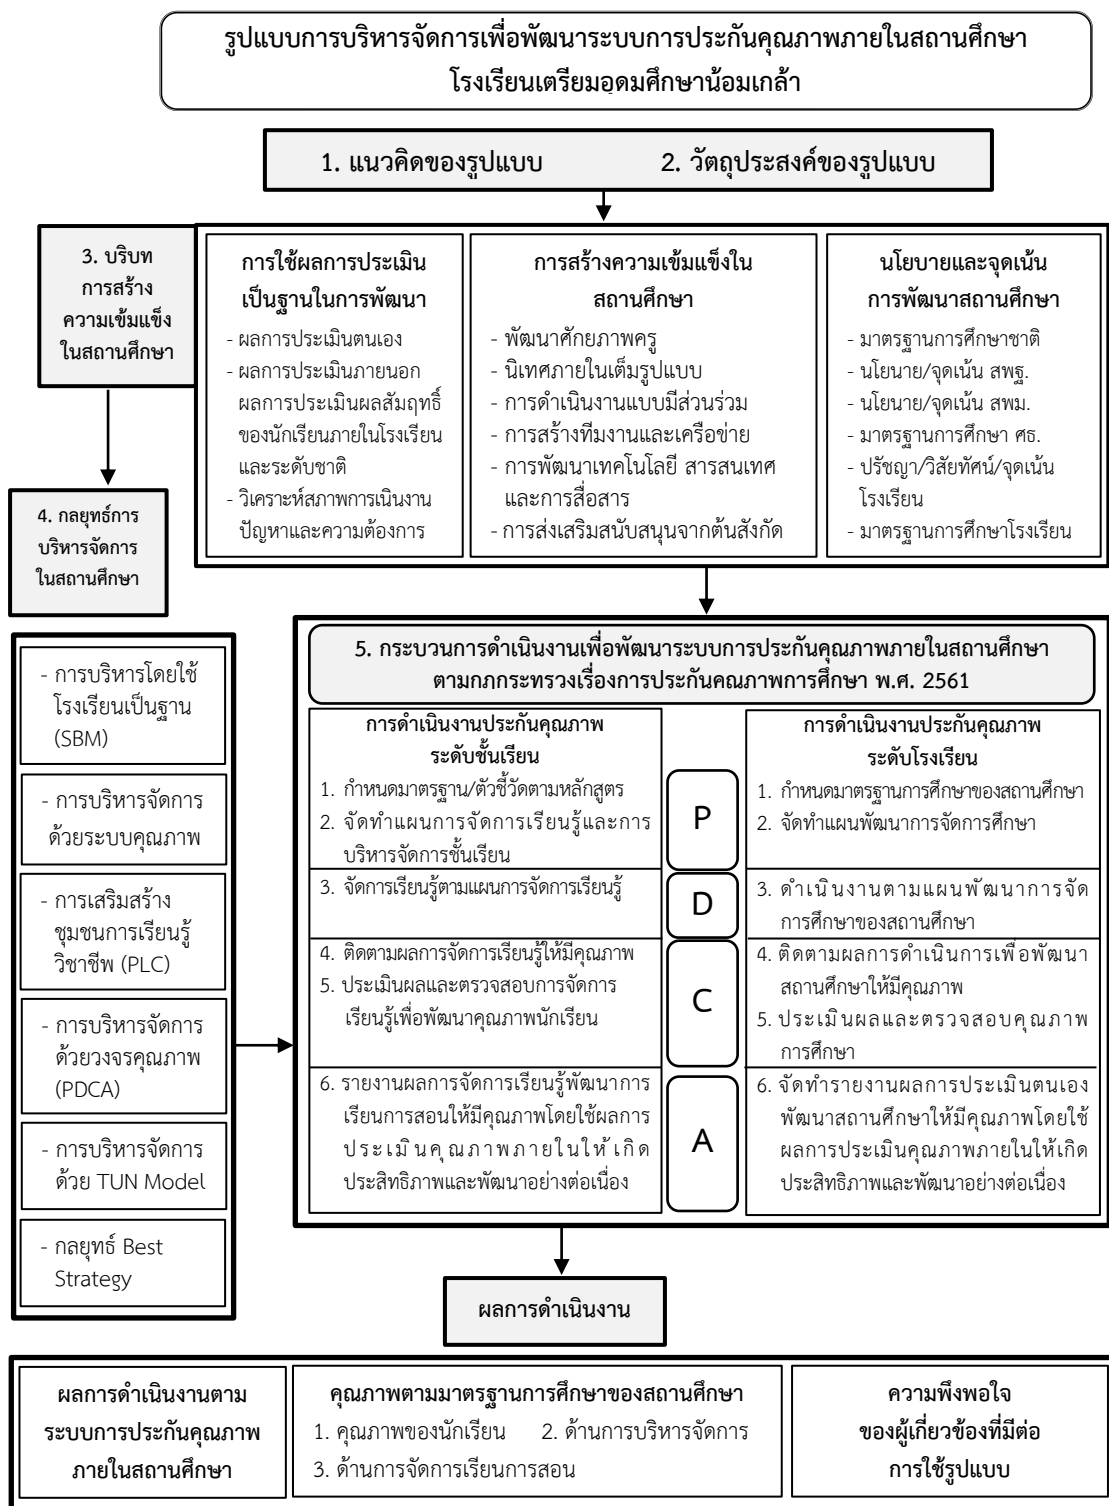 รูปแบบการบริหารจัดการเพื่อพัฒนาระบบการประกันคุณภาพภายในสถานศึกษา
โรงเรียนเตรียมอุดมศึกษาน้อมเกล้า
1. แนวคิดของรูปแบบ 2. วัตถุประสงค์ของรูปแบบ
3. บริบท
การสร้าง
ความเข้มแข็ง
ในสถานศึกษา
การใช้ผลการประเมิน
เป็นฐานในการพัฒนา
- ผลการประเมินตนเอง
- ผลการประเมินภายนอก
ผลการประเมินผลสัมฤทธิ์
ของนักเรียนภายในโรงเรียน
และระดับชาติ
- วิเคราะห์สภาพการเนินงาน
ปัญหาและความต้องการ
การสร้างความเข้มแข็งใน
สถานศึกษา
- พัฒนาศักยภาพครู
- นิเทศภายในเต็มรูปแบบ
- การดำเนินงานแบบมีส่วนร่วม
- การสร้างทีมงานและเครือข่าย
- การพัฒนาเทคโนโลยี สารสนเทศ
และการสื่อสาร
- การส่งเสริมสนับสนุนจากต้นสังกัด
นโยบายและจุดเน้น
การพัฒนาสถานศึกษา
- มาตรฐานการศึกษาชาติ
- นโยนาย/จุดเน้น สพฐ.
- นโยนาย/จุดเน้น สพม.
- มาตรฐานการศึกษา ศธ.
- ปรัชญา/วิสัยทัศน์/จุดเน้น
โรงเรียน
- มาตรฐานการศึกษาโรงเรียน
4. กลยุทธ์การ
บริหารจัดการ
ในสถานศึกษา
- การบริหารโดยใช้
โรงเรียนเป็นฐาน
(SBM)
- การบริหารจัดการ
ด้วยระบบคุณภาพ
- การเสริมสร้าง
ชุมชนการเรียนรู้
วิชาชีพ (PLC)
- การบริหารจัดการ
ด้วยวงจรคุณภาพ
(PDCA)
- การบริหารจัดการ
ด้วย TUN Model
- กลยุทธ์ Best
Strategy
5. กระบวนการดำเนินงานเพื่อพัฒนาระบบการประกันคุณภาพภายในสถานศึกษา
ตามกฎกระทรวงเรื่องการประกันคุณภาพการศึกษา พ.ศ. 2561
การดำเนินงานประกันคุณภาพ
ระดับชั้นเรียน
1. กำหนดมาตรฐาน/ตัวชี้วัดตามหลักสูตร
2. จัดทำแผนการจัดการเรียนรู้และการ
บริหารจัดการชั้นเรียน
3. จัดการเรียนรู้ตามแผนการจัดการเรียนรู้
4. ติดตามผลการจัดการเรียนรู้ให้มีคุณภาพ
5. ประเมินผลและตรวจสอบการจัดการ
เรียนรู้เพื่อพัฒนาคุณภาพนักเรียน
6. รายงานผลการจัดการเรียนรู้พัฒนาการ
เรียนการสอนให้มีคุณภาพโดยใช้ผลการ
ประเมินคุณภาพภายในให้เกิด
ประสิทธิภาพและพัฒนาอย่างต่อเนื่อง
P
D
C
A
การดำเนินงานประกันคุณภาพ
ระดับโรงเรียน
1. กำหนดมาตรฐานการศึกษาของสถานศึกษา
2. จัดทำแผนพัฒนาการจัดการศึกษา
3. ดำเนินงานตามแผนพัฒนาการจัด
การศึกษาของสถานศึกษา
4. ติดตามผลการดำเนินการเพื่อพัฒนา
สถานศึกษาให้มีคุณภาพ
5. ประเมินผลและตรวจสอบคุณภาพ
การศึกษา
6. จัดทำรายงานผลการประเมินตนเอง
พัฒนาสถานศึกษาให้มีคุณภาพโดยใช้
ผลการประเมินคุณภาพภายในให้เกิด
ประสิทธิภาพและพัฒนาอย่างต่อเนื่อง
ผลการดำเนินงาน
ผลการดำเนินงานตาม
ระบบการประกันคุณภาพ
ภายในสถานศึกษา
คุณภาพตามมาตรฐานการศึกษาของสถานศึกษา
1. คุณภาพของนักเรียน 2. ด้านการบริหารจัดการ
3. ด้านการจัดการเรียนการสอน
ความพึงพอใจ
ของผู้เกี่ยวข้องที่มีต่อ
การใช้รูปแบบ